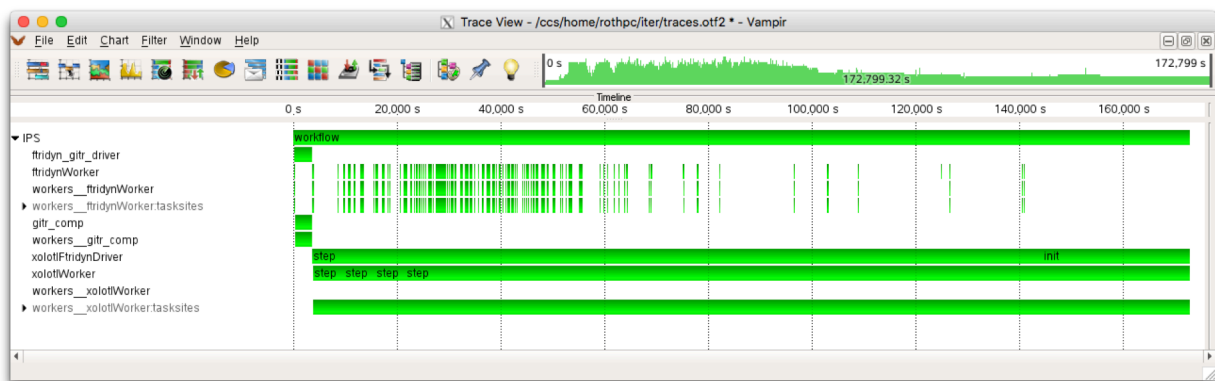 Trace View - /ccs/home/rothpc/iter/traces.otf2 * - Vampir
File Edit Chart Filter Window Help
0 s 172,799 s
172,799.32 s
Timeline
0 s 20,000 s 40,000 s 60,000 s 80,000 s 100,000 s 120,000 s 140,000 s 160,000 s
IPS workflow
ftridyn_gitr_driver
ftridynWorker
workers__ftridynWorker
workers__ftridynWorker:tasksites
gitr_comp
workers__gitr_comp
xolotlFtridynDriver step init
xolotlWorker step step step step
workers__xolotlWorker
workers__xolotlWorker:tasksites